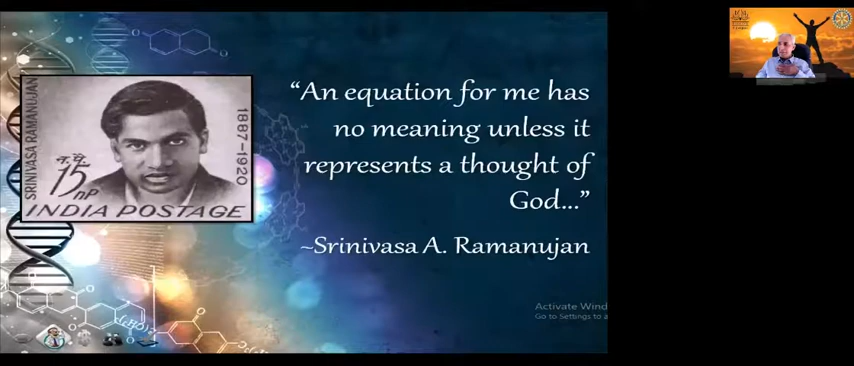 SRINIVASA RAMANUJAN
1887-1920
न. पै.
15
nP
INDIA POSTAGE
“An equation for me has
no meaning unless it
represents a thought of
God...”
~Srinivasa A. Ramanujan
Activate Wind
Go to Settings to a